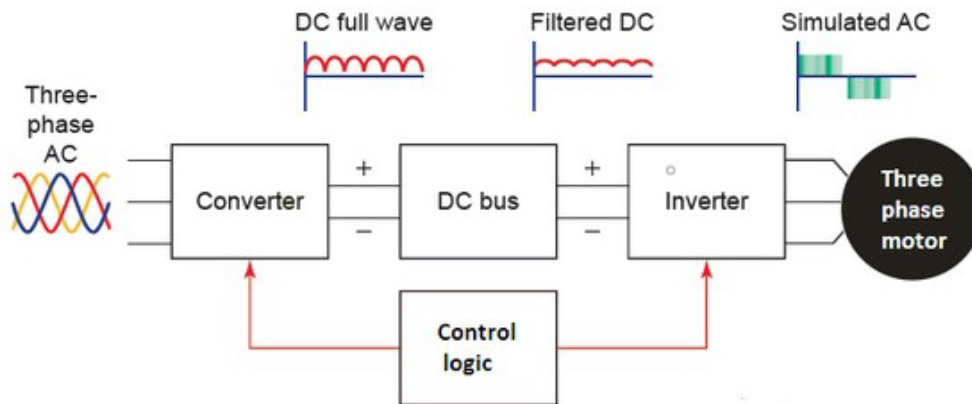 DC full wave
Filtered DC
Simulated AC
Three-
phase
AC
Converter
+
−
DC bus
+
−
Inverter
Three
phase
motor
Control
logic